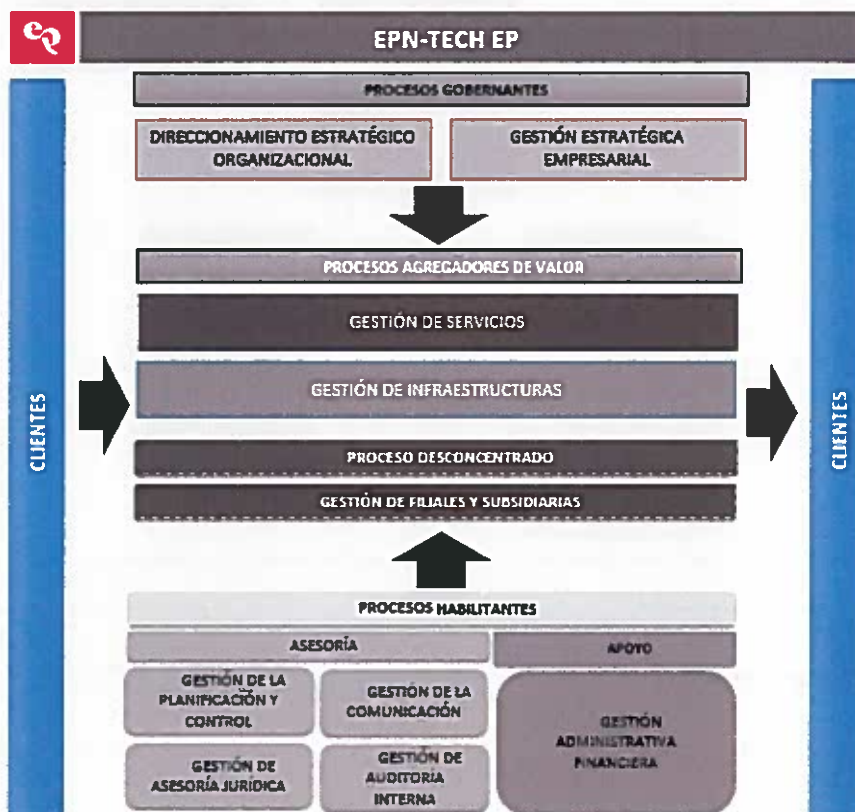 ep
EPN-TECH EP
PROCESOS GOBERNANTES
DIRECCIONAMIENTO ESTRATÉGICO
ORGANIZACIONAL
GESTIÓN ESTRATÉGICA
EMPRESARIAL
PROCESOS AGREGADORES DE VALOR
GESTIÓN DE SERVICIOS
CLIENTES
GESTIÓN DE INFRAESTRUCTURAS
CLIENTES
PROCESO DESCONCENTRADO
GESTIÓN DE FILIALES Y SUBSIDIARIAS
PROCESOS HABILITANTES
ASESORÍA
APOYO
GESTIÓN DE LA
PLANIFICACIÓN Y
CONTROL
GESTIÓN DE LA
COMUNICACIÓN
GESTIÓN DE
ASESORÍA JURÍDICA
GESTIÓN DE
AUDITORÍA
INTERNA
GESTIÓN
ADMINISTRATIVA
FINANCIERA